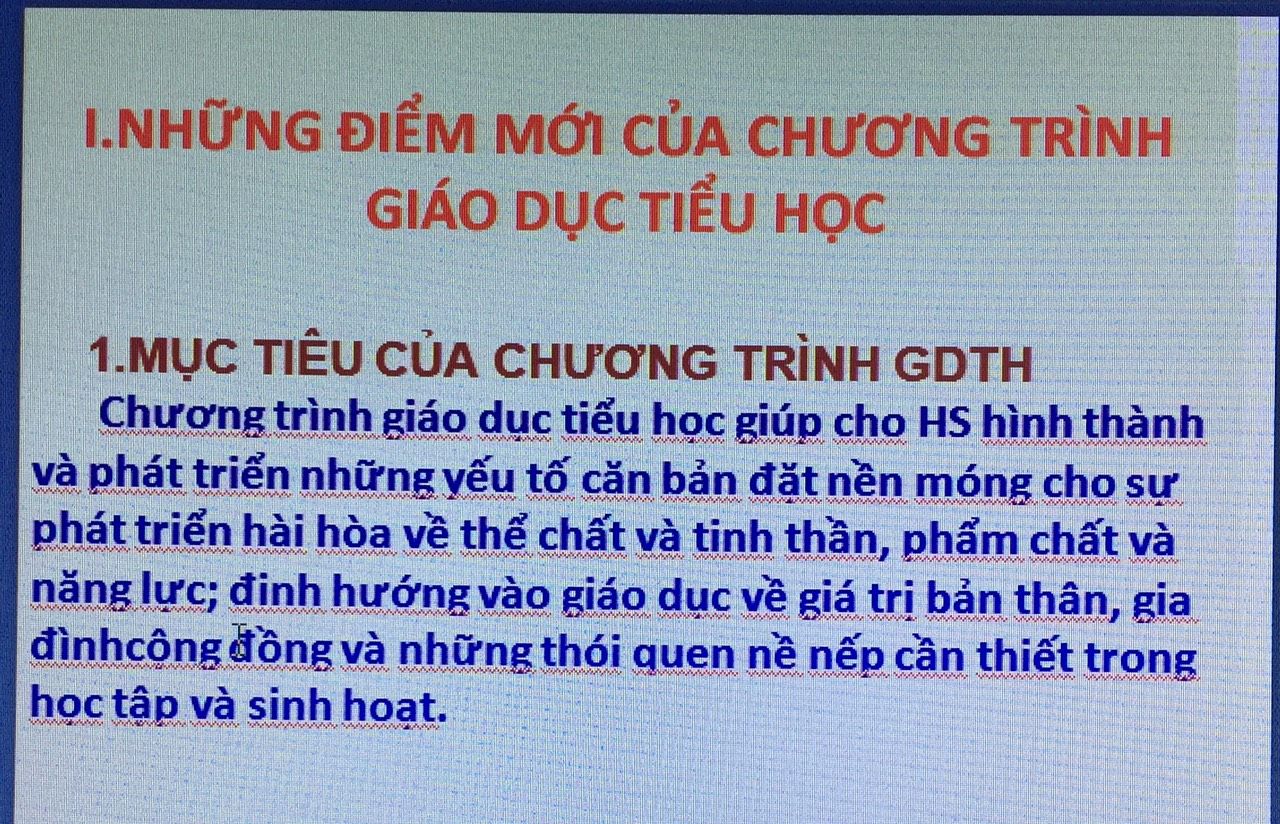 I.NHỮNG ĐIỂM MỚI CỦA CHƯƠNG TRÌNH
GIÁO DỤC TIỂU HỌC
1.MỤC TIÊU CỦA CHƯƠNG TRÌNH GDTH
Chương trình giáo dục tiểu học giúp cho HS hình thành
và phát triển những yếu tố căn bản đặt nền móng cho sự
phát triển hài hòa về thể chất và tinh thần, phẩm chất và
năng lực; định hướng vào giáo dục về giá trị bản thân, gia
đìnhcộng đồng và những thói quen nề nếp cần thiết trong
học tập và sinh hoạt.